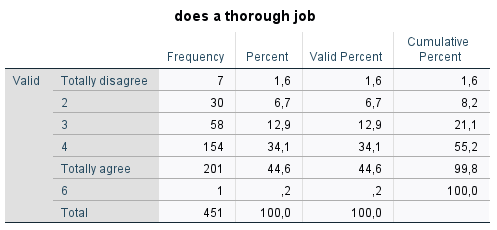 does a thorough job
Frequency Percent Valid Percent Cumulative Percent
Valid Totally disagree 7 1,6 1,6 1,6
2 30 6,7 6,7 8,2
3 58 12,9 12,9 21,1
4 154 34,1 34,1 55,2
Totally agree 201 44,6 44,6 99,8
6 1 ,2 ,2 100,0
Total 451 100,0 100,0